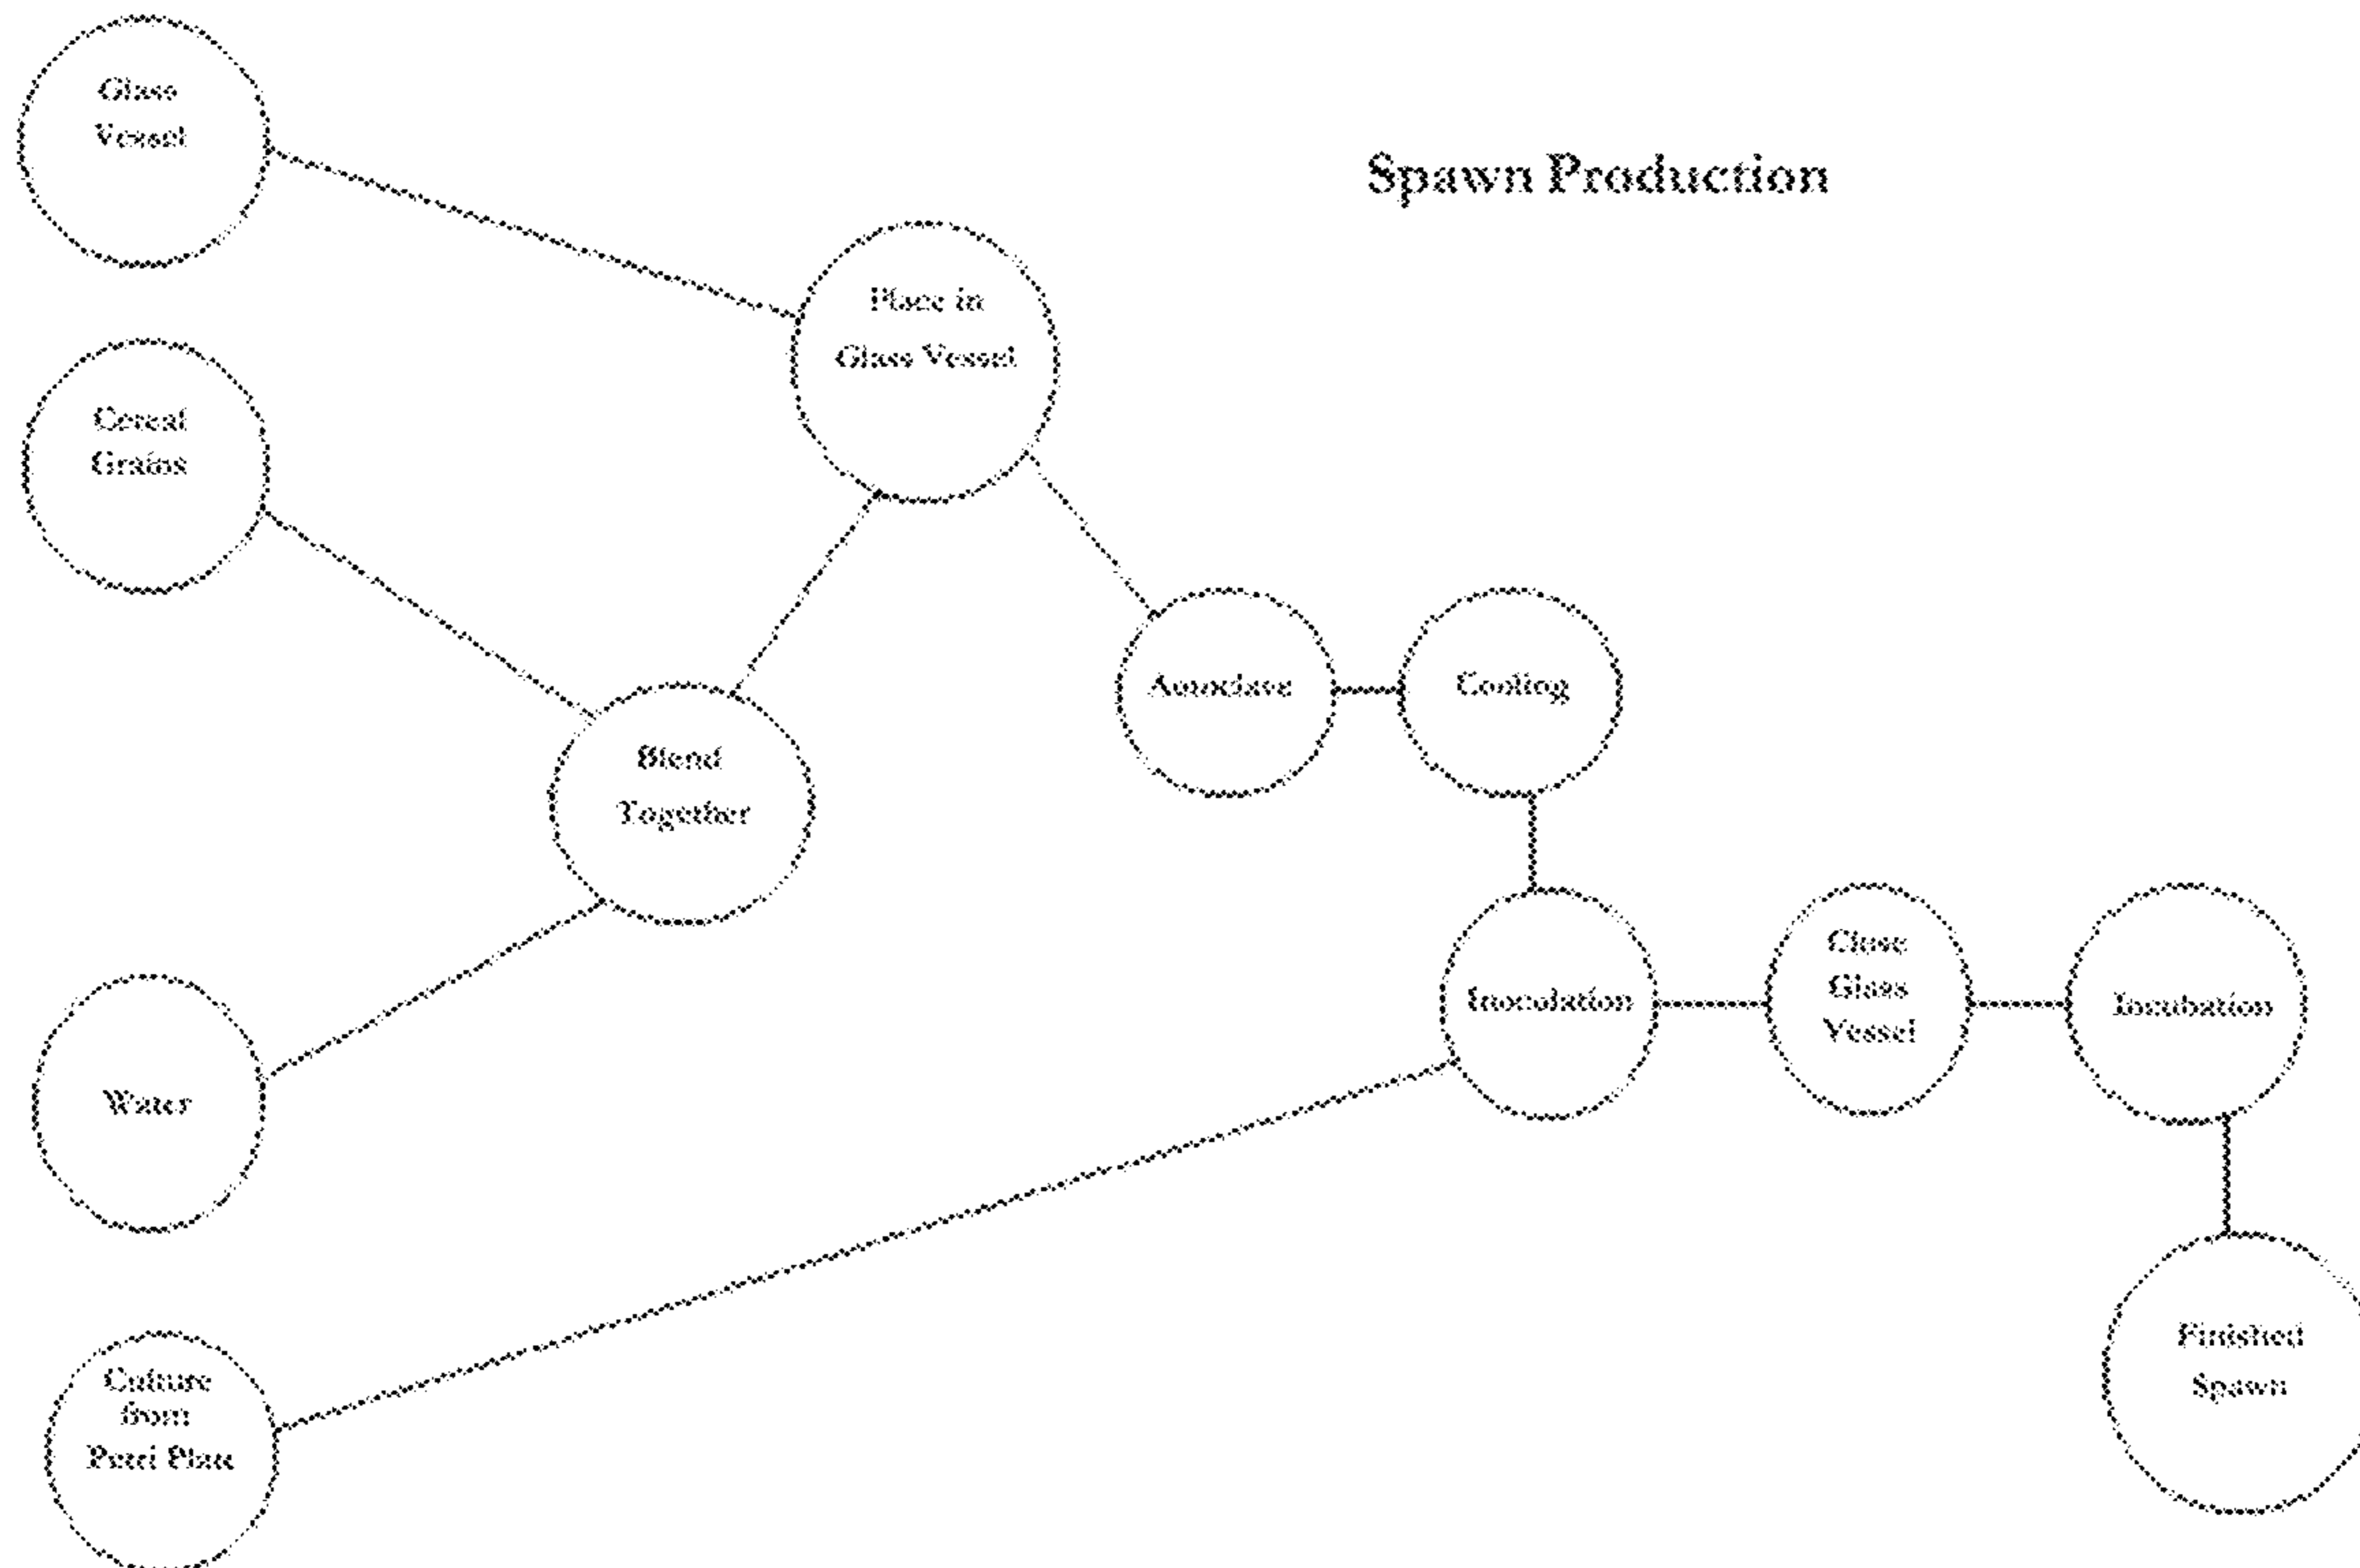 Spawn Production
Glass
Vessel
Place in
Glass Vessel
Cereal
Grains
Blend
Together
Autoclave
Cooling
Water
Inoculation
Close
Glass
Vessel
Incubation
Culture
from
Petri Plate
Finished
Spawn